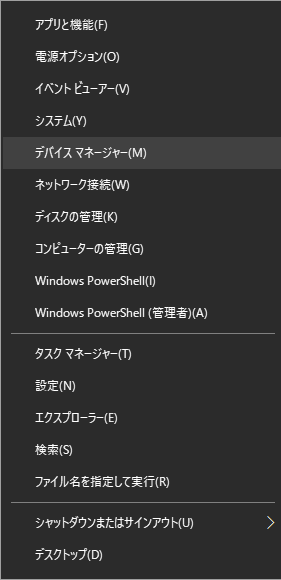 アプリと機能(F)
電源オプション(O)
イベント ビューアー(V)
システム(Y)
デバイス マネージャー(M)
ネットワーク接続(W)
ディスクの管理(K)
コンピューターの管理(G)
Windows PowerShell(I)
Windows PowerShell (管理者)(A)
タスク マネージャー(T)
設定(N)
エクスプローラー(E)
検索(S)
ファイル名を指定して実行(R)
シャットダウンまたはサインアウト(U)
デスクトップ(D)